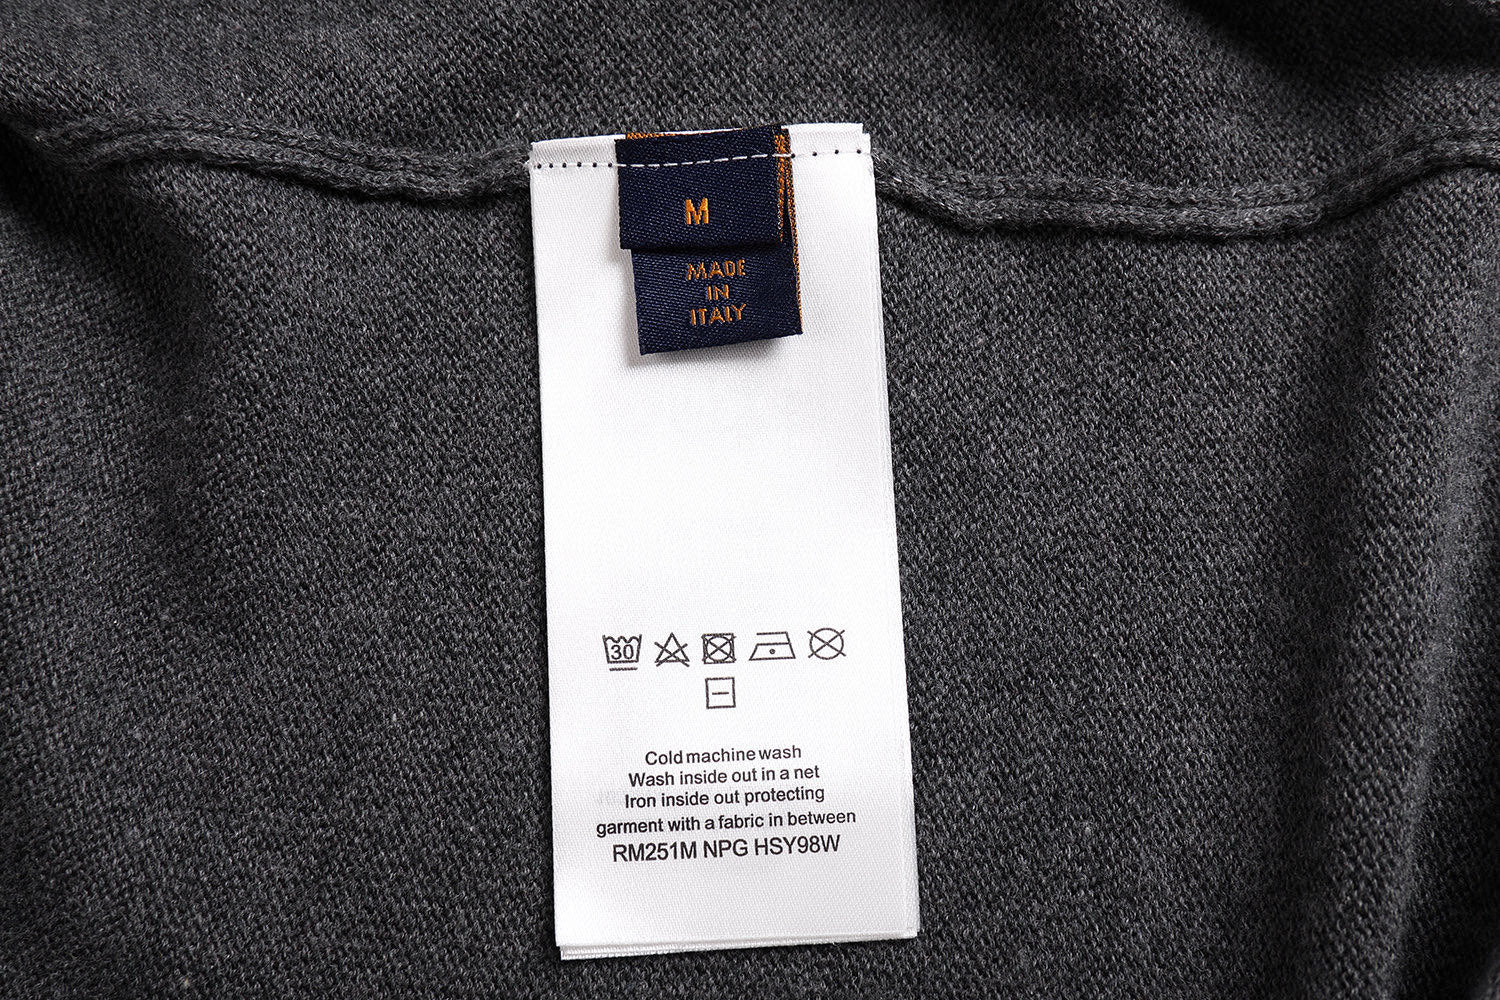 M
MADE
IN
ITALY
30
Cold machine wash
Wash inside out in a net
Iron inside out protecting
garment with a fabric in between
RM251M NPG HSY98W